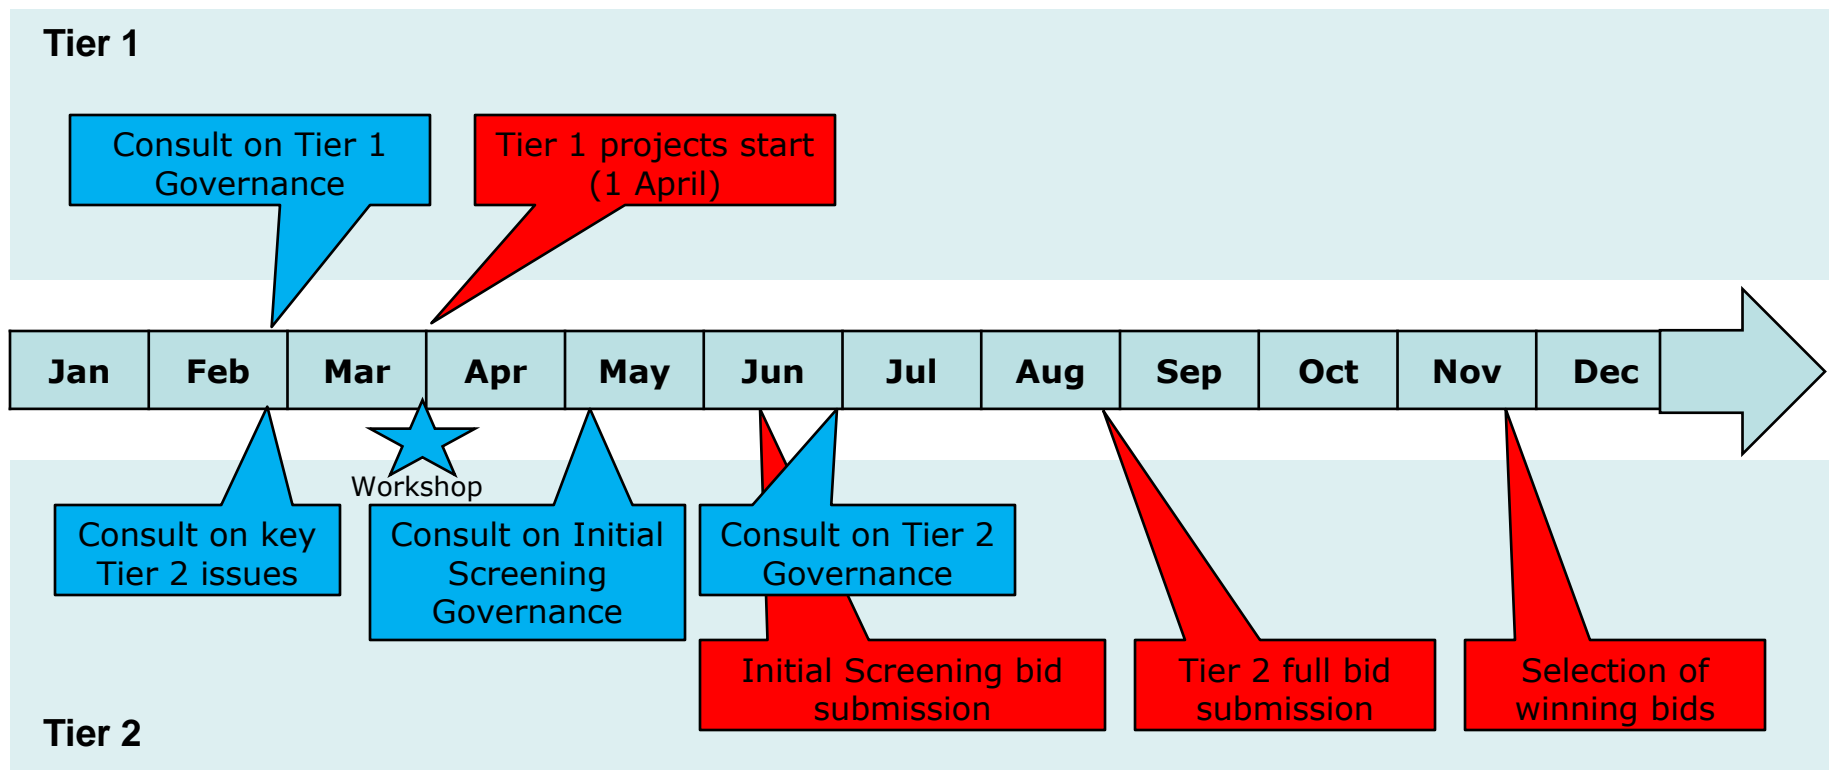 Tier 1
Consult on Tier 1
Governance
Tier 1 projects start
(1 April)
Jan
Feb
Mar
Apr
May
Jun
Jul
Aug
Sep
Oct
Nov
Dec
Workshop
Consult on key
Tier 2 issues
Consult on Initial
Screening
Governance
Consult on Tier 2
Governance
Initial Screening bid
submission
Tier 2 full bid
submission
Selection of
winning bids
Tier 2